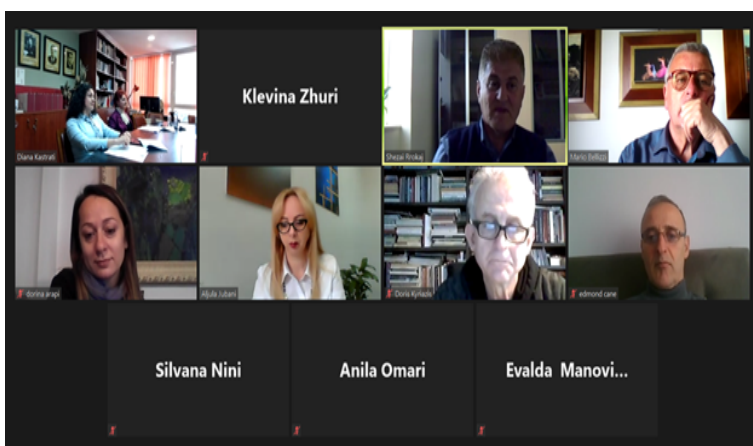 Diana Kastrati
Klevina Zhuri
Shezai Rrokaj
Mario Bellizzi
dorina arapi
Aljula Jubani
Doris Kyriazis
edmond cane
Silvana Nini
Anila Omari
Evalda Manovi...